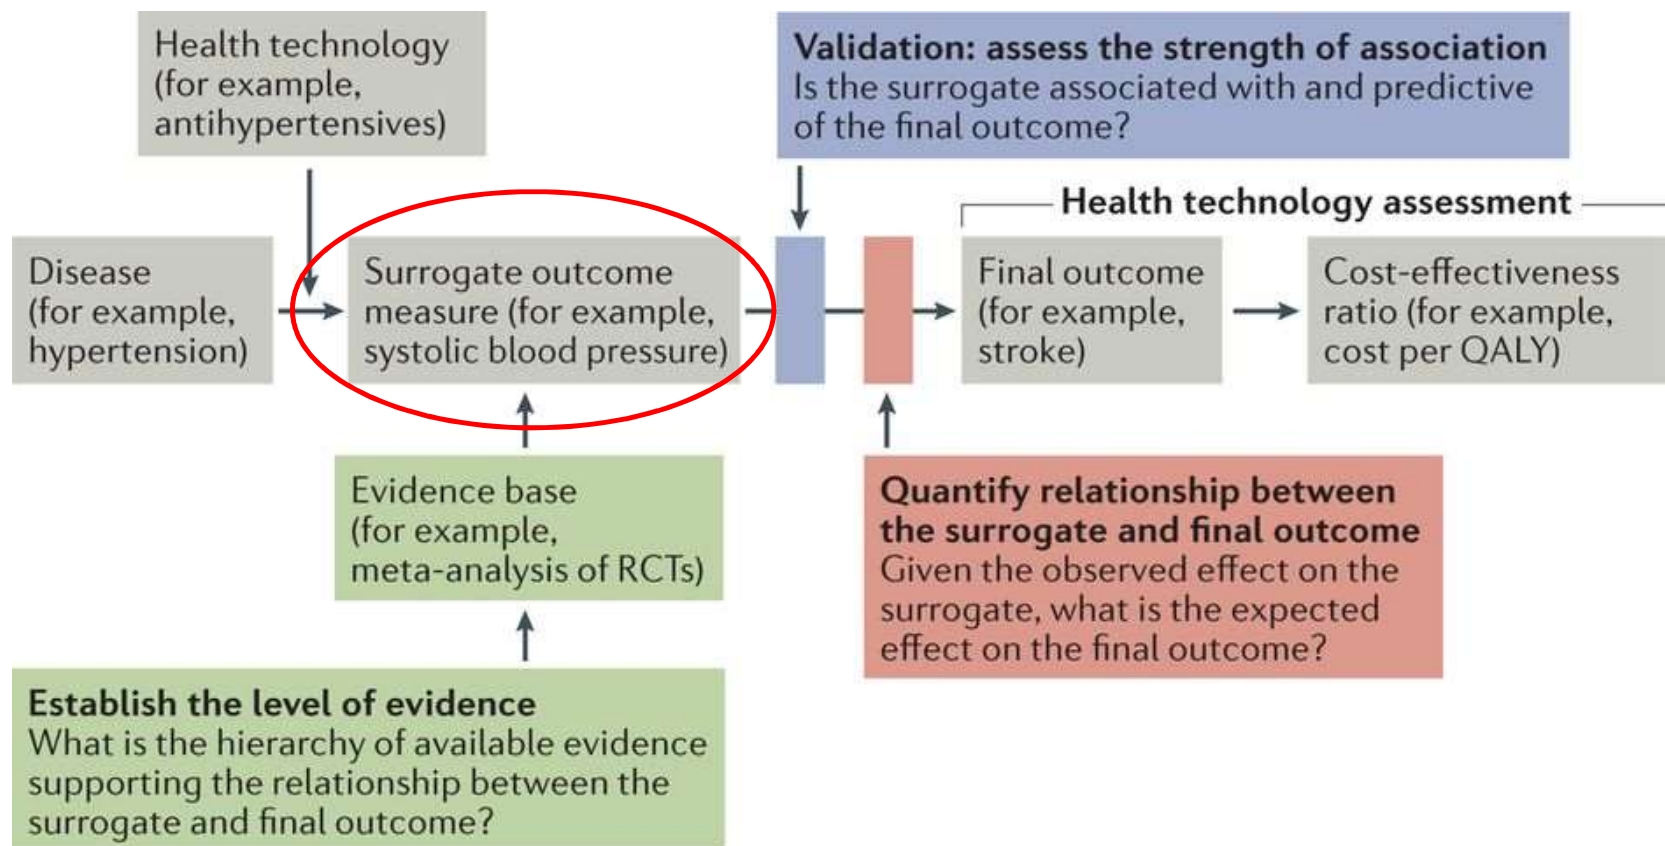 Health technology
(for example,
antihypertensives)
Validation: assess the strength of association
Is the surrogate associated with and predictive
of the final outcome?
Health technology assessment
Disease
(for example,
hypertension)
Surrogate outcome
measure (for example,
systolic blood pressure)
Final outcome
(for example,
stroke)
Cost-effectiveness
ratio (for example,
cost per QALY)
Evidence base
(for example,
meta-analysis of RCTs)
Quantify relationship between
the surrogate and final outcome
Given the observed effect on the
surrogate, what is the expected
effect on the final outcome?
Establish the level of evidence
What is the hierarchy of available evidence
supporting the relationship between the
surrogate and final outcome?